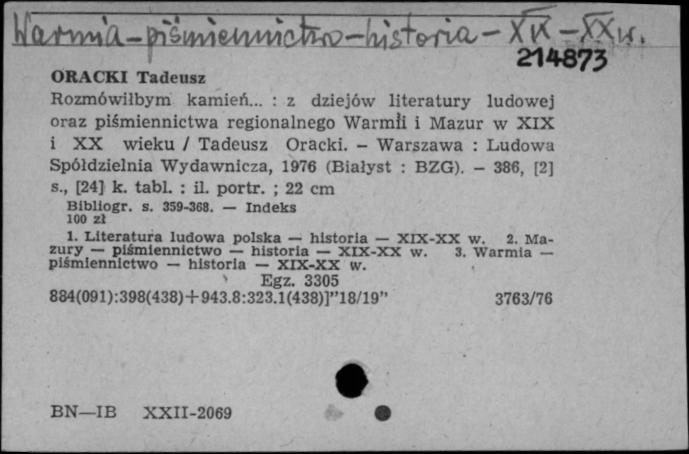 Warmia – piśmiennictwo – historia – XIX – XX w.
214873
ORACKI Tadeusz
Rozmówiłbym kamień... : z dziejów literatury ludowej
oraz piśmiennictwa regionalnego Warmii i Mazur w XIX
i XX wieku / Tadeusz Oracki. – Warszawa : Ludowa
Spółdzielnia Wydawnicza, 1976 (Białyst : BZG). – 386, [2]
s., [24] k. tabl. : il. portr. ; 22 cm
Bibliogr. s. 359-368. — Indeks
100 zł
1. Literatura ludowa polska — historia — XIX-XX w. 2. Ma-
zury — piśmiennictwo — historia — XIX-XX w. 3. Warmia —
piśmiennictwo — historia — XIX-XX w.
Egz. 3305
884(091):398(438)+943.8:323.1(438)]"18/19" 3763/76
BN—IB XXII-2069